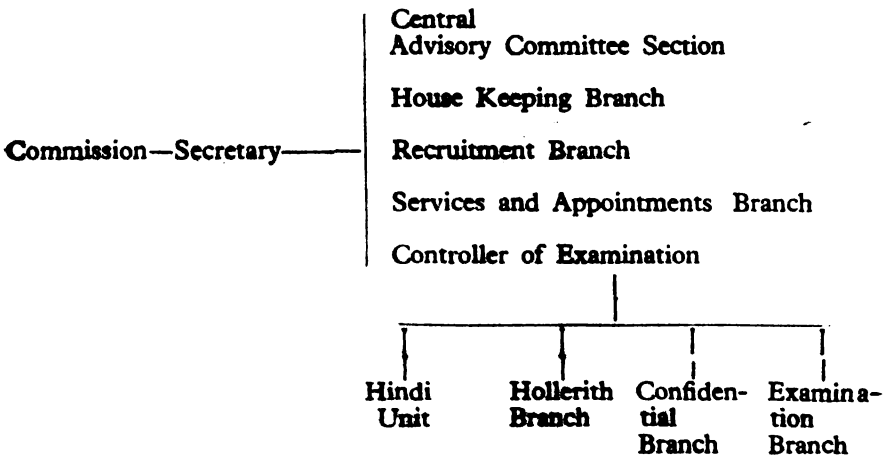 Central
Advisory Committee Section
House Keeping Branch
Commission—Secretary
Recruitment Branch
Services and Appointments Branch
Controller of Examination
Hindi
Unit
Hollerith
Branch
Confiden-
tial
Branch
Examina-
tion
Branch